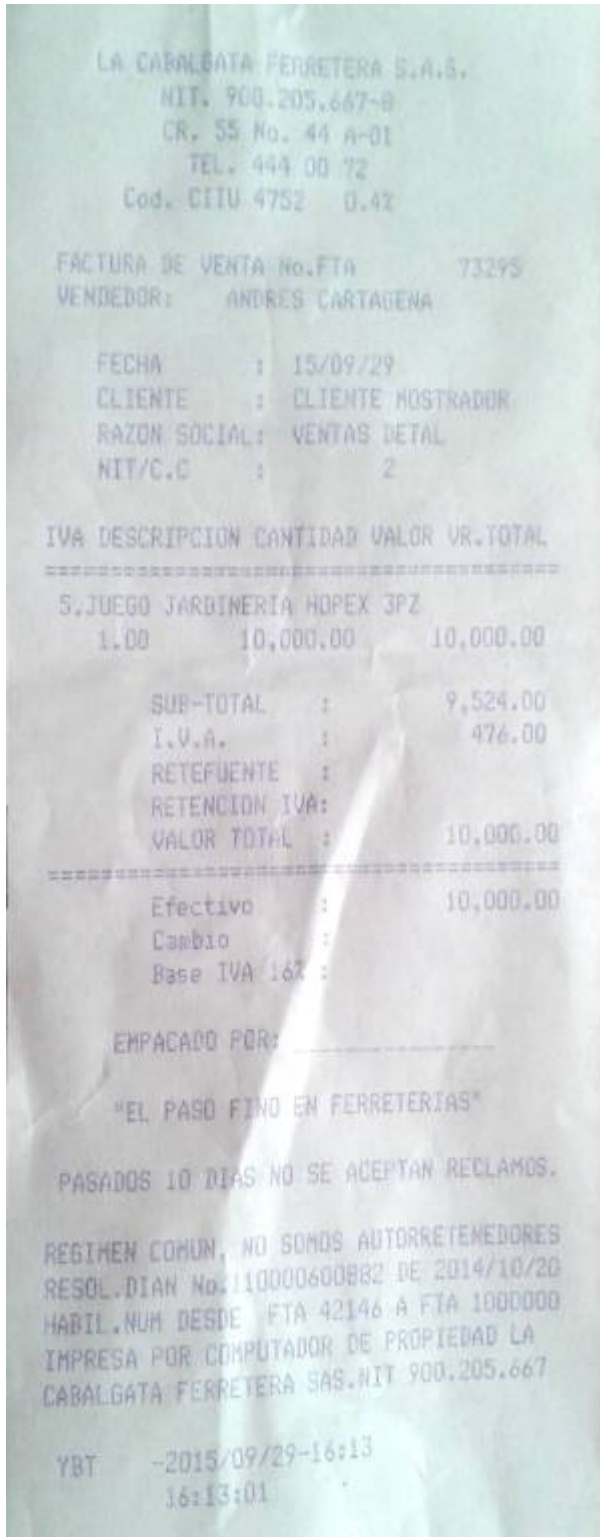 LA CABALGATA FERRETERA S.A.S.
NIT. 900.205.667-8
CR. 55 No. 44 A-01
TEL. 444 00 72
Cod. CIIU 4752 0.4%
FACTURA DE VENTA No.FTA 73295
VENDEDOR: ANDRES CARTAGENA
FECHA : 15/09/29
CLIENTE : CLIENTE MOSTRADOR
RAZON SOCIAL: VENTAS DETAL
NIT/C.C : 2
IVA DESCRIPCION CANTIDAD VALOR VR.TOTAL
==========================================
S.JUEGO JARDINERIA HOPEX 3PZ
1.00 10,000.00 10,000.00
SUB-TOTAL : 9,524.00
I.V.A. : 476.00
RETEFUENTE :
RETENCION IVA:
VALOR TOTAL : 10,000.00
==========================================
Efectivo : 10,000.00
Cambio :
Base IVA 16% :
EMPACADO POR: ________________
"EL PASO FINO EN FERRETERIAS"
PASADOS 10 DIAS NO SE ACEPTAN RECLAMOS.
REGIMEN COMUN, NO SOMOS AUTORRETENEDORES
RESOL.DIAN No.110000600882 DE 2014/10/20
HABIL.NUM DESDE FTA 42146 A FTA 1000000
IMPRESA POR COMPUTADOR DE PROPIEDAD LA
CABALGATA FERRETERA SAS.NIT 900.205.667
YBT -2015/09/29-16:13
16:13:01